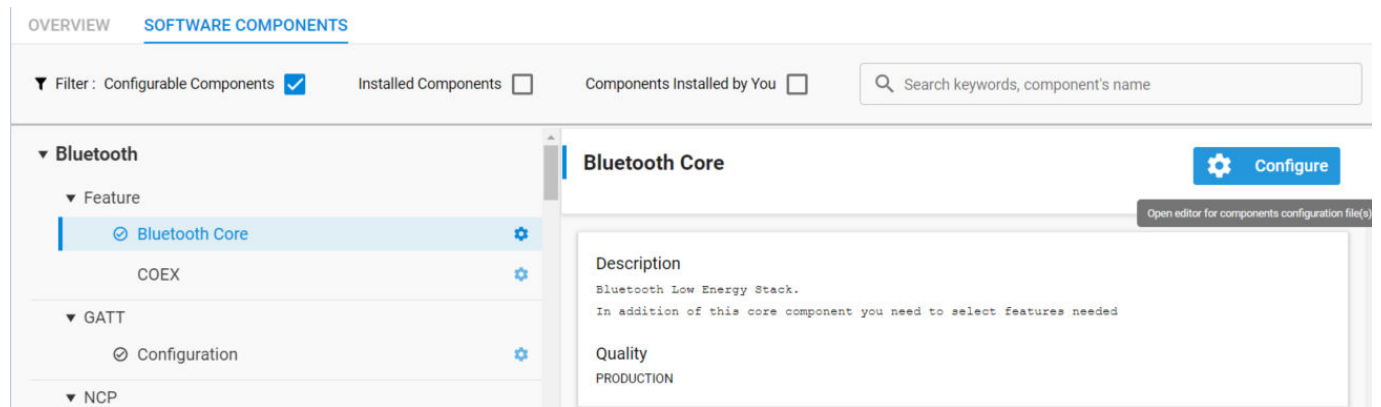 OVERVIEW SOFTWARE COMPONENTS
Filter : Configurable Components Installed Components Components Installed by You Search keywords, component's name
Bluetooth
Feature
Bluetooth Core
COEX
GATT
Configuration
NCP
Bluetooth Core
Configure
Open editor for components configuration file(s)
Description
Bluetooth Low Energy Stack.
In addition of this core component you need to select features needed
Quality
PRODUCTION